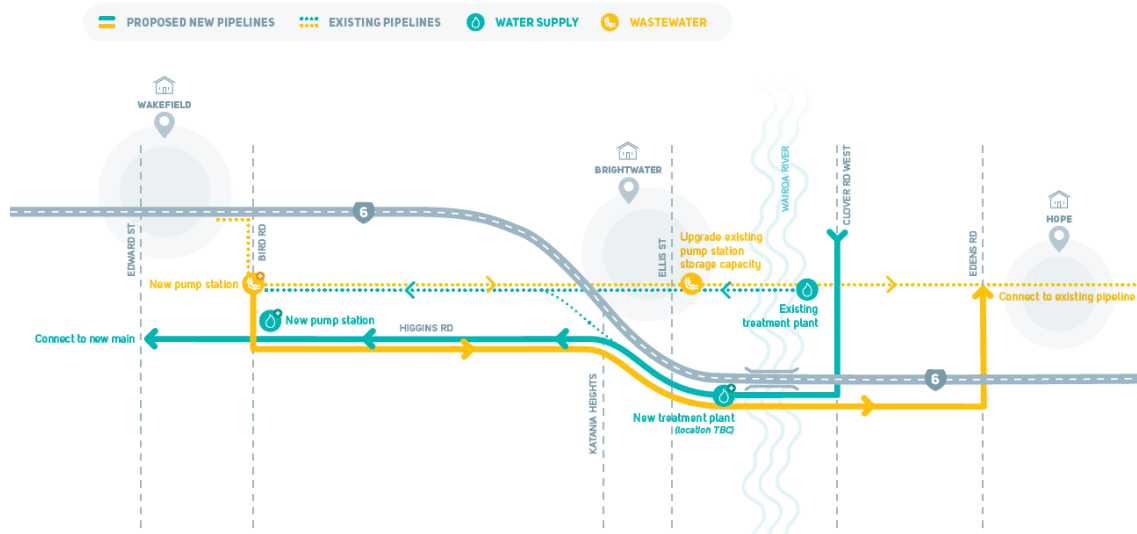 PROPOSED NEW PIPELINES
EXISTING PIPELINES
WATER SUPPLY
WASTEWATER
WAKEFIELD
BRIGHTWATER
HOPE
EDWARD ST
BIRD RD
ELLIS ST
WAIROA RIVER
CLOVER RD WEST
EDENS RD
6
Upgrade existing
pump station
storage capacity
New pump station
Existing
treatment plant
Connect to existing pipeline
New pump station
HIGGINS RD
Connect to new main
KATANIA HEIGHTS
6
New treatment plant
(location TBC)